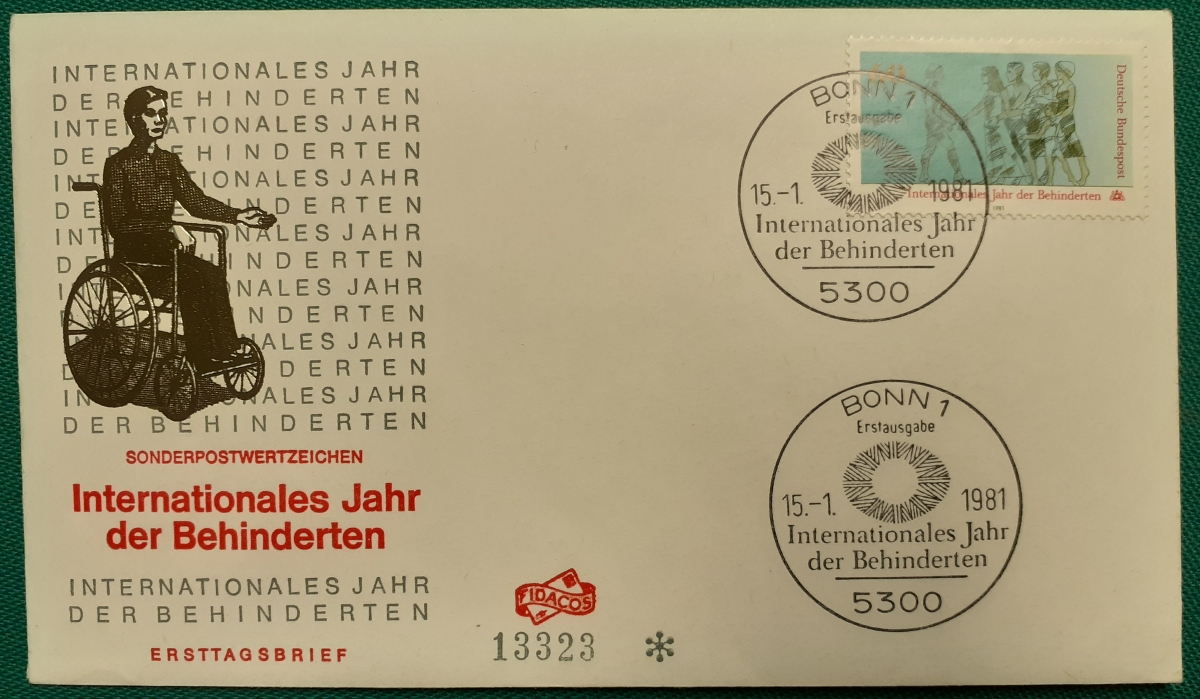 INTERNATIONALES JAHR
DER BEHINDERTEN
INTERNATIONALES JAHR
DER BEHINDERTEN
INTERNATIONALES JAHR
DER BEHINDERTEN
INTERNATIONALES JAHR
DER BEHINDERTEN
INTERNATIONALES JAHR
DER BEHINDERTEN
INTERNATIONALES JAHR
DER BEHINDERTEN
INTERNATIONALES JAHR
DER BEHINDERTEN
SONDERPOSTWERTZEICHEN
Internationales Jahr
der Behinderten
INTERNATIONALES JAHR
DER BEHINDERTEN
ERSTTAGSBRIEF
FIDACOS
13323
60
Deutsche Bundespost
Internationales Jahr der Behinderten
1981
BONN 1
Erstausgabe
15.-1. 1981
Internationales Jahr
der Behinderten
5300
BONN 1
Erstausgabe
15.-1. 1981
Internationales Jahr
der Behinderten
5300